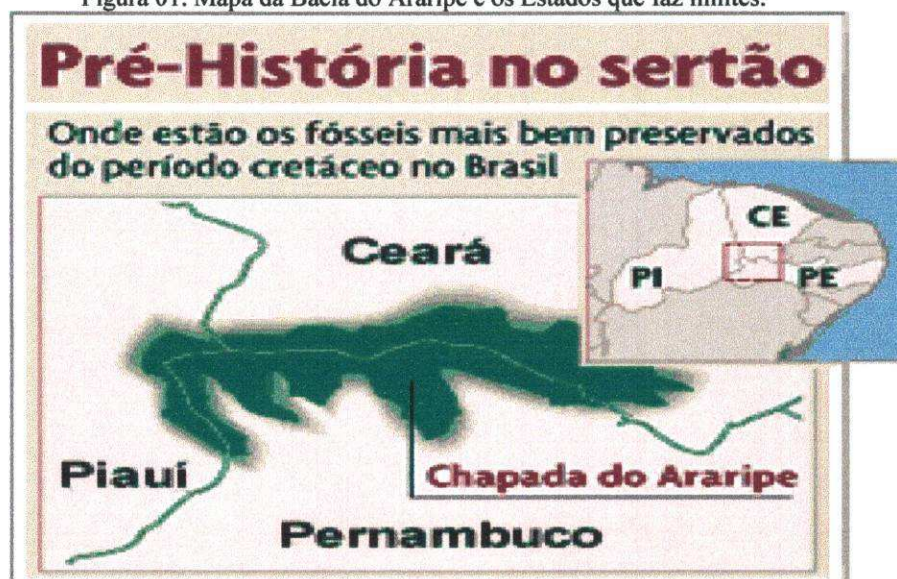 Figura 01: Mapa da Bacia do Araripe e os Estados que faz limites.
Pré-História no sertão
Onde estão os fósseis mais bem preservados
do período cretáceo no Brasil
Ceará
CE
PI
PE
Piauí
Chapada do Araripe
Pernambuco